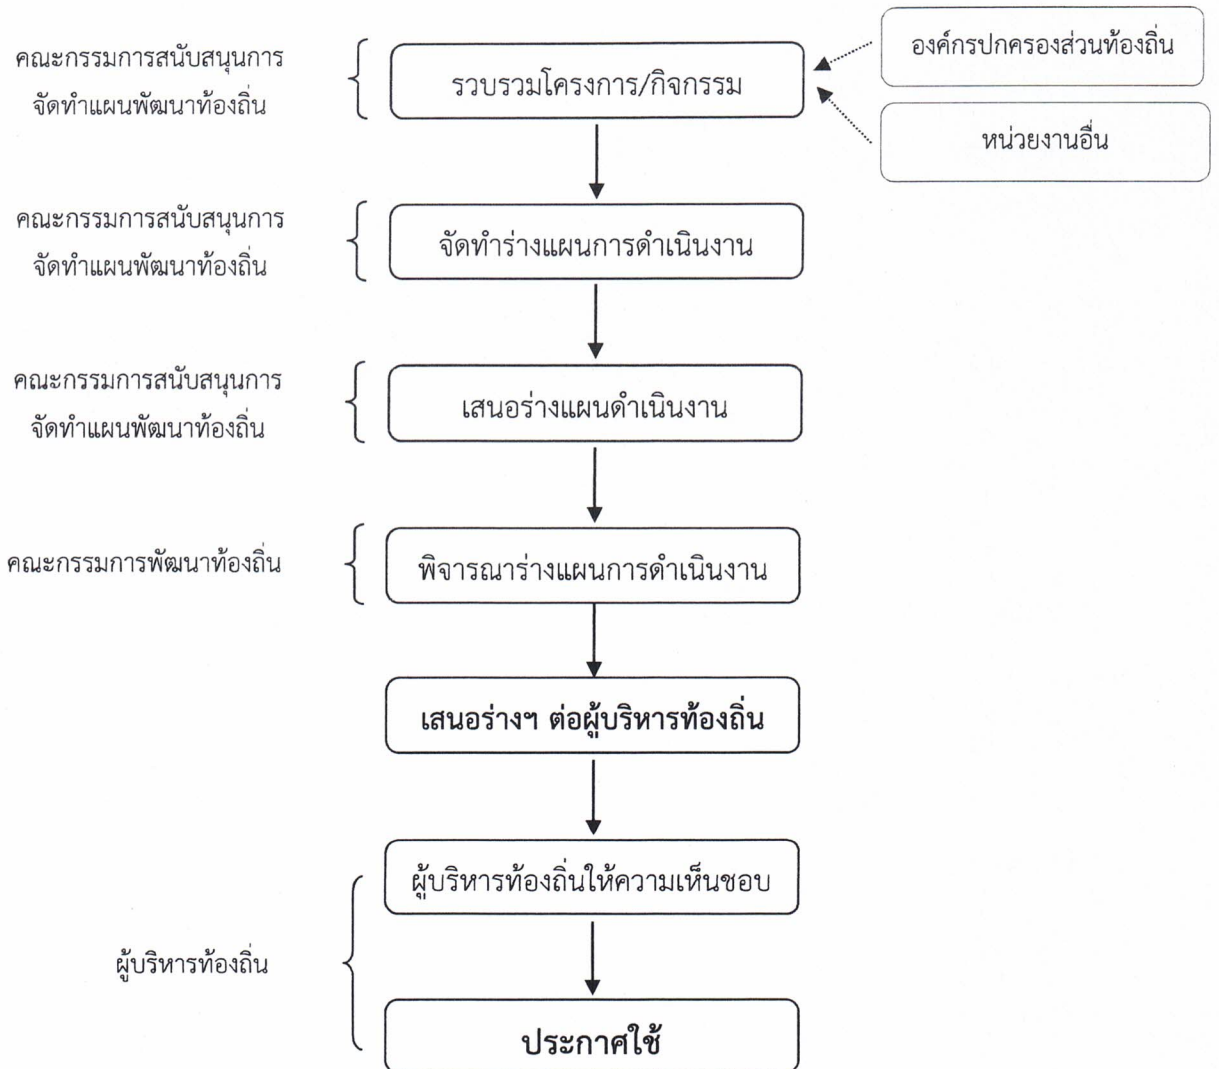 คณะกรรมการสนับสนุนการ
จัดทำแผนพัฒนาท้องถิ่น
รวบรวมโครงการ/กิจกรรม
องค์กรปกครองส่วนท้องถิ่น
หน่วยงานอื่น
คณะกรรมการสนับสนุนการ
จัดทำแผนพัฒนาท้องถิ่น
จัดทำร่างแผนการดำเนินงาน
คณะกรรมการสนับสนุนการ
จัดทำแผนพัฒนาท้องถิ่น
เสนอร่างแผนดำเนินงาน
คณะกรรมการพัฒนาท้องถิ่น
พิจารณาร่างแผนการดำเนินงาน
เสนอร่างฯ ต่อผู้บริหารท้องถิ่น
ผู้บริหารท้องถิ่นให้ความเห็นชอบ
ผู้บริหารท้องถิ่น
ประกาศใช้